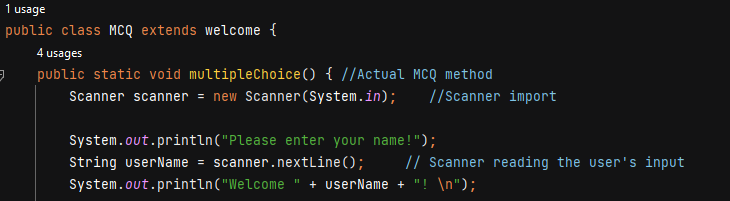 1 usage
public class MCQ extends welcome {
4 usages
public static void multipleChoice() { //Actual MCQ method
Scanner scanner = new Scanner(System.in);    //Scanner import
System.out.println("Please enter your name!");
String userName = scanner.nextLine();     // Scanner reading the user's input
System.out.println("Welcome " + userName + "! \n");